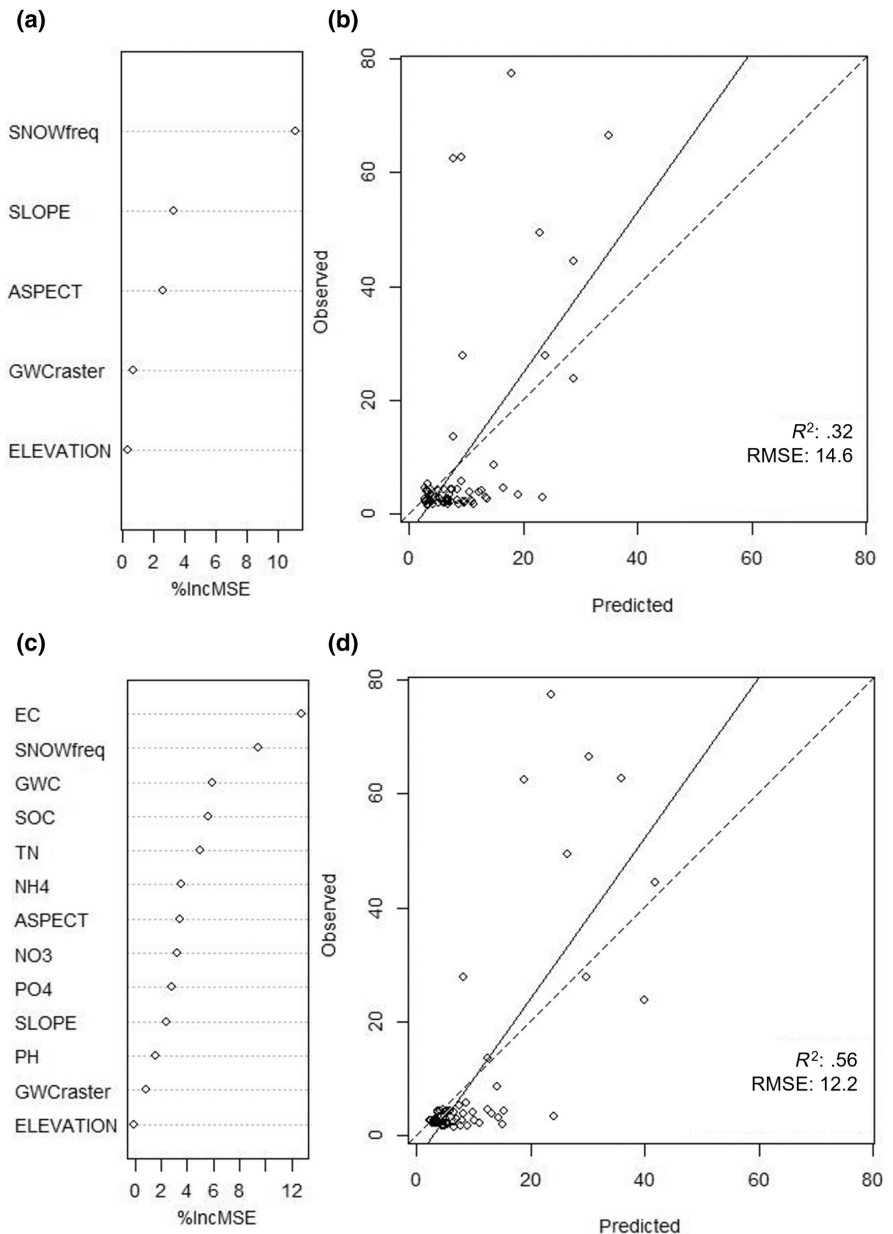 (a)
SNOWfreq
SLOPE
ASPECT
GWCraster
ELEVATION
0 2 4 6 8 10
%IncMSE
(b)
80
60
40
20
0
Observed
R²: .32
RMSE: 14.6
0 20 40 60 80
Predicted
(c)
EC
SNOWfreq
GWC
SOC
TN
NH4
ASPECT
NO3
PO4
SLOPE
PH
GWCraster
ELEVATION
0 2 4 6 8 12
%IncMSE
(d)
80
60
40
20
0
Observed
R²: .56
RMSE: 12.2
0 20 40 60 80
Predicted